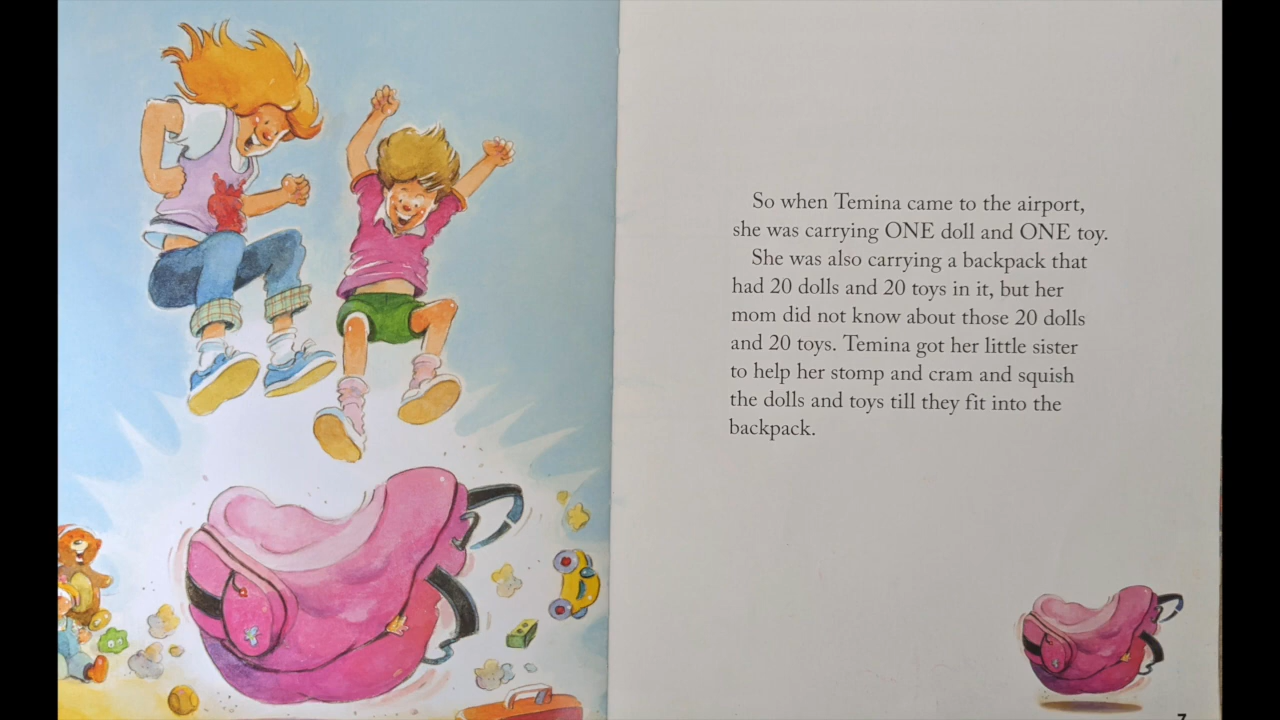 So when Temina came to the airport,
she was carrying ONE doll and ONE toy.
She was also carrying a backpack that
had 20 dolls and 20 toys in it, but her
mom did not know about those 20 dolls
and 20 toys. Temina got her little sister
to help her stomp and cram and squish
the dolls and toys till they fit into the
backpack.
7